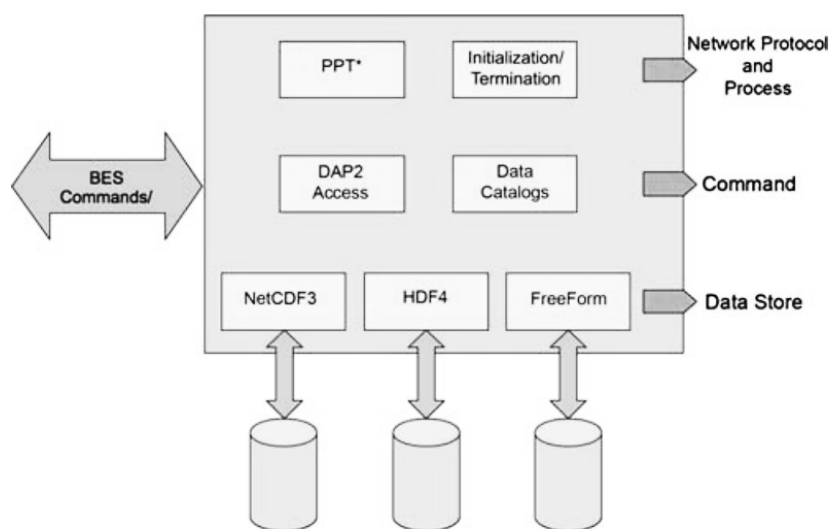 PPT*
Initialization/
Termination
Network Protocol
and
Process
BES
Commands/
DAP2
Access
Data
Catalogs
Command
NetCDF3
HDF4
FreeForm
Data Store